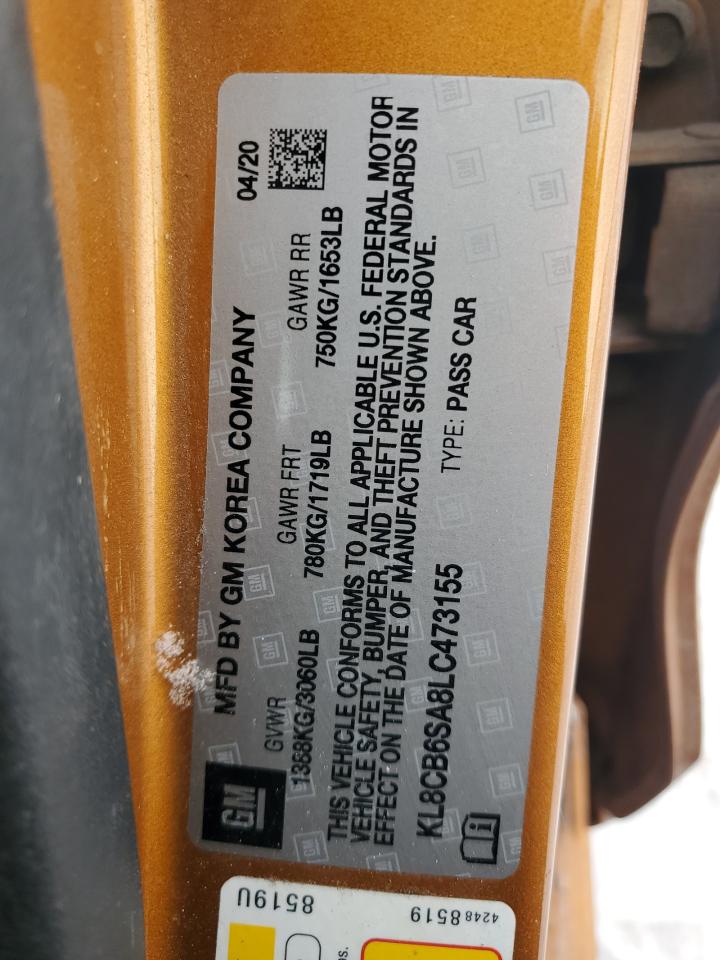 GM
MFD BY GM KOREA COMPANY 04/20
GVWR GAWR FRT GAWR RR
1388KG/3060LB 780KG/1719LB 750KG/1653LB
THIS VEHICLE CONFORMS TO ALL APPLICABLE U.S. FEDERAL MOTOR
VEHICLE SAFETY, BUMPER, AND THEFT PREVENTION STANDARDS IN
EFFECT ON THE DATE OF MANUFACTURE SHOWN ABOVE.
KL8CB6SA8LC473155 TYPE: PASS CAR
8519U
4248 8519